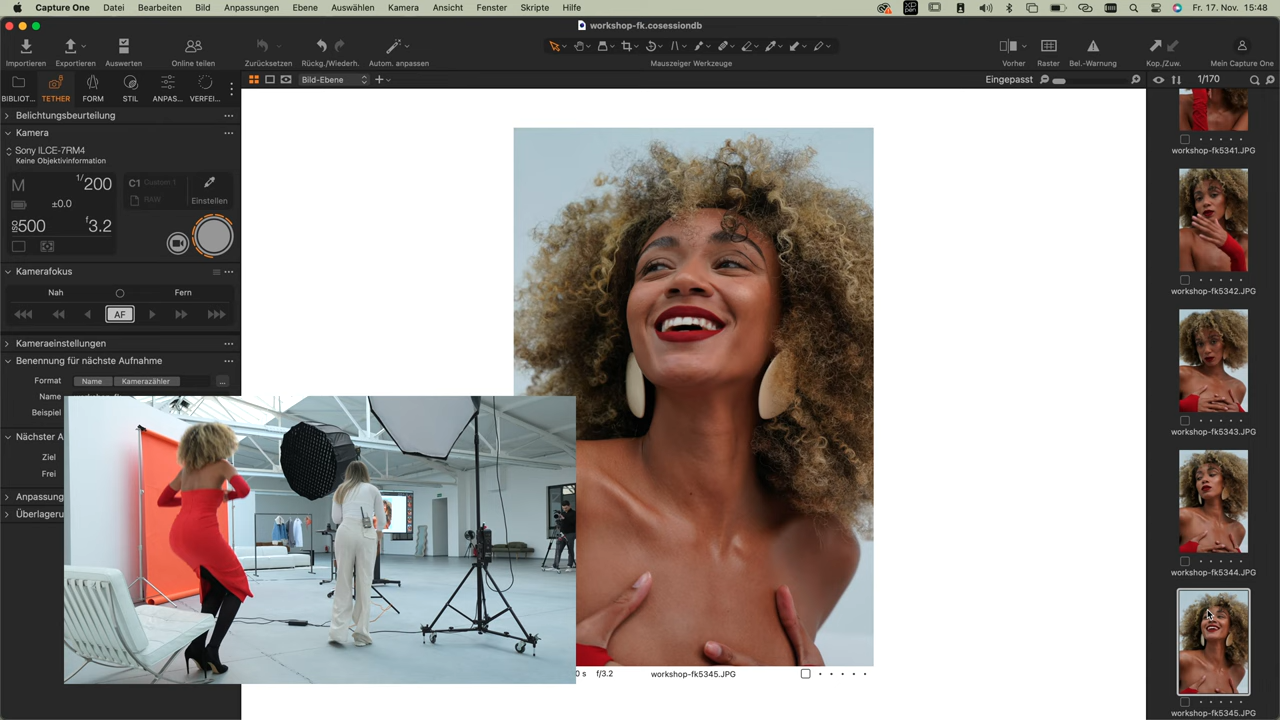 Capture One Datei Bearbeiten Bild Anpassungen Ebene Auswählen Kamera Ansicht Fenster Skripte Hilfe
Fr. 17. Nov. 15:48
workshop-fk.cosessiondb
Importieren Exportieren Auswerten Online teilen Zurücksetzen Rückg./Wiederh. Autom. anpassen Mauszeiger Werkzeuge Vorher Raster Bel.-Warnung Kop./Zuw. Mein Capture One
BIBLIOT... TETHER FORM STIL ANPAS... VERFEI...
Bild-Ebene
Eingepasst
1/170
Belichtungsbeurteilung
Kamera
Sony ILCE-7RM4
Keine Objektivinformation
M 1/200
±0.0
ISO 500 f3.2
C1 Custom 1
RAW
Einstellen
Kamerafokus
Nah Fern
AF
Kameraeinstellungen
Benennung für nächste Aufnahme
Format Name Kamerazähler ...
Name
Beispiel
Nächster A
Ziel
Frei
Anpassung
Überlageru
0 s f/3.2 workshop-fk5345.JPG
workshop-fk5341.JPG
workshop-fk5342.JPG
workshop-fk5343.JPG
workshop-fk5344.JPG
workshop-fk5345.JPG